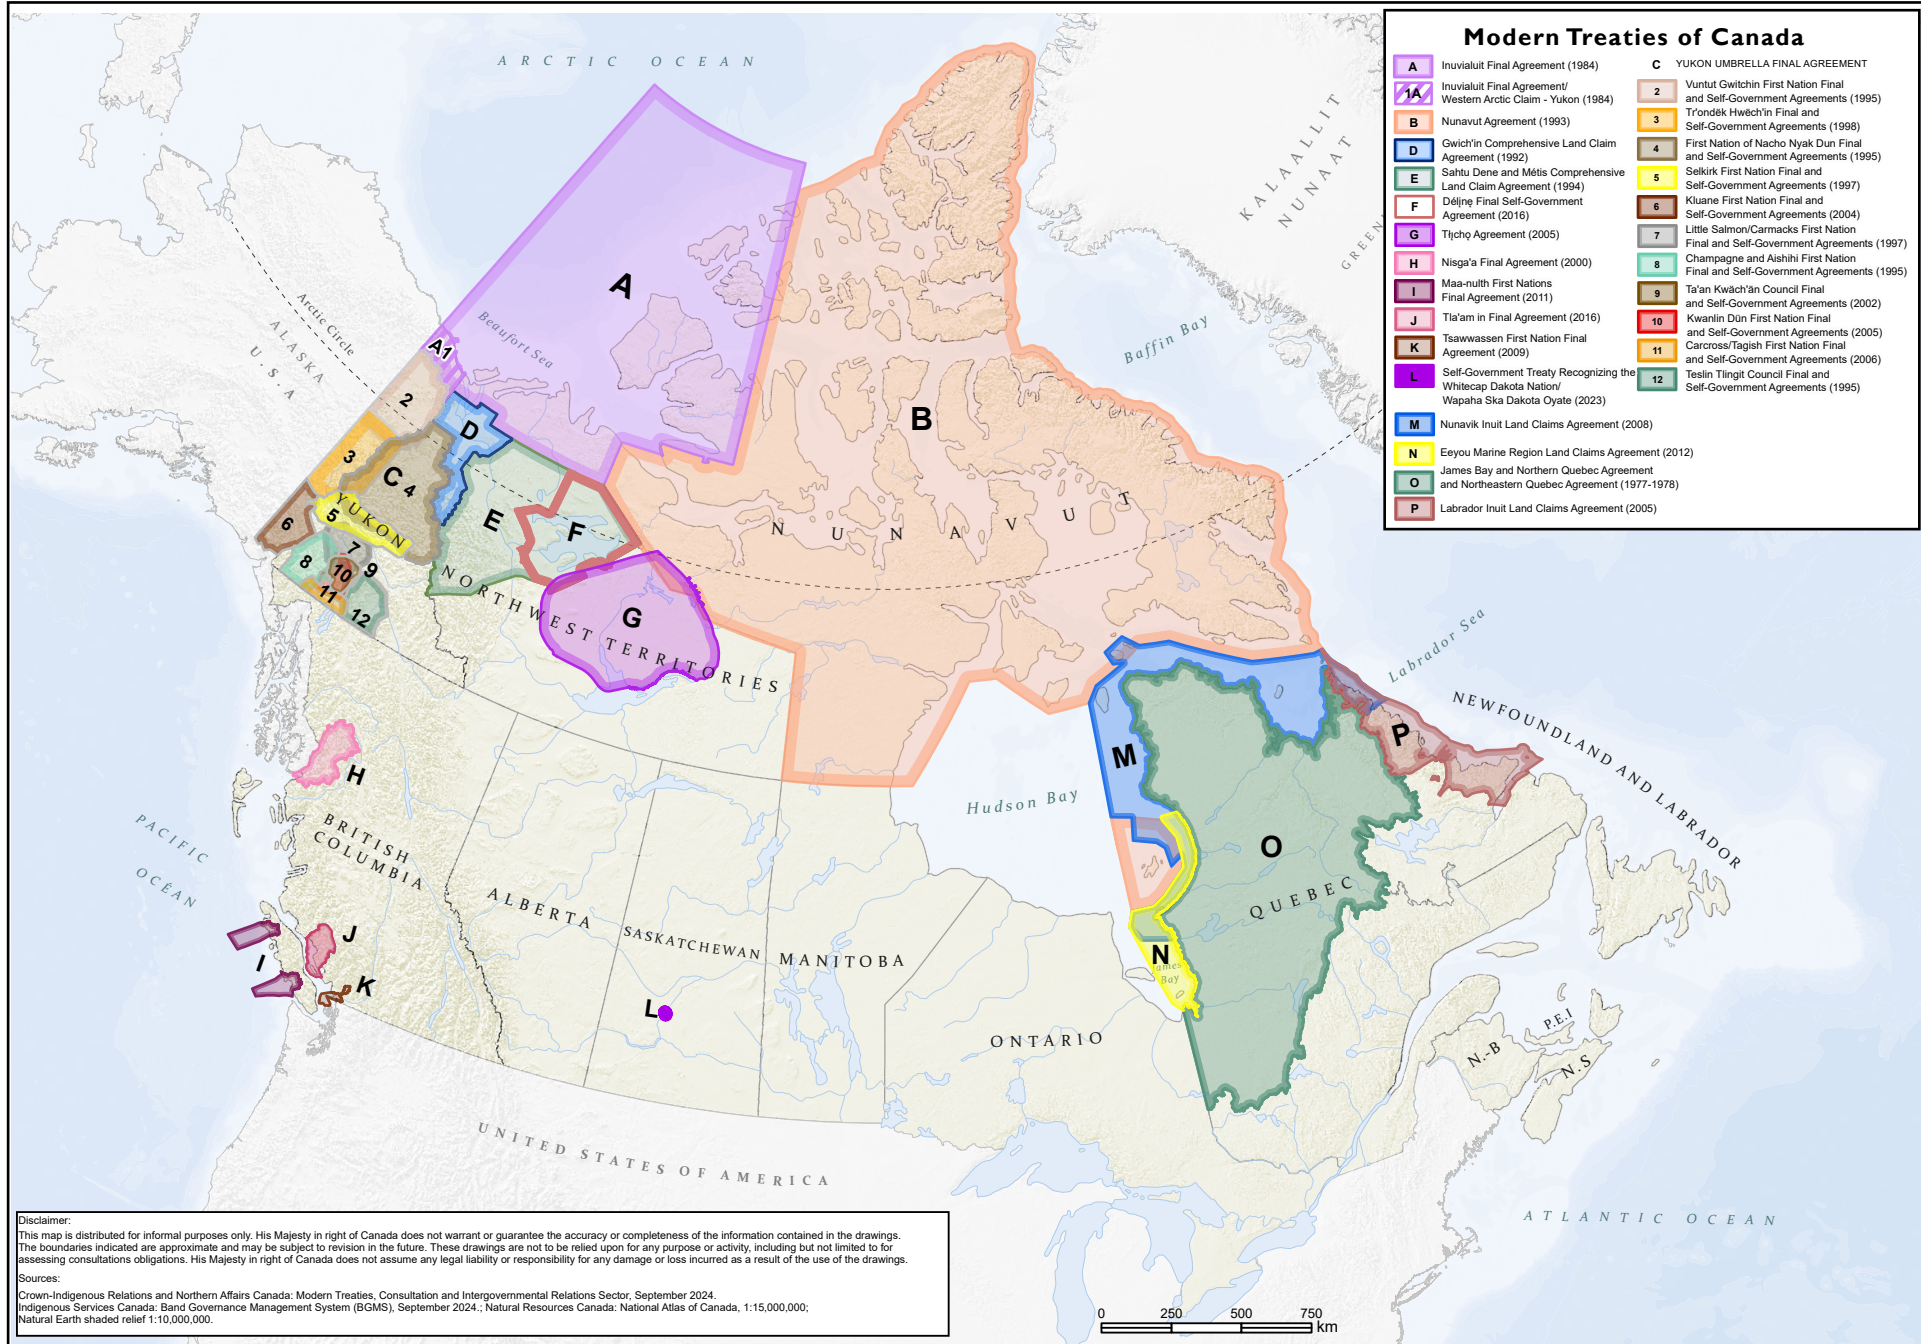 Modern Treaties of Canada
A Inuvialuit Final Agreement (1984)
1A Inuvialuit Final Agreement/
Western Arctic Claim - Yukon (1984)
B Nunavut Agreement (1993)
D Gwich'in Comprehensive Land Claim
Agreement (1992)
E Sahtu Dene and Métis Comprehensive
Land Claim Agreement (1994)
F Délįnę Final Self-Government
Agreement (2016)
G Tłįchǫ Agreement (2005)
H Nisga'a Final Agreement (2000)
I Maa-nulth First Nations
Final Agreement (2011)
J Tla'am in Final Agreement (2016)
K Tsawwassen First Nation Final
Agreement (2009)
L Self-Government Treaty Recognizing the
Whitecap Dakota Nation/
Wapaha Ska Dakota Oyate (2023)
M Nunavik Inuit Land Claims Agreement (2008)
N Eeyou Marine Region Land Claims Agreement (2012)
O James Bay and Northern Quebec Agreement
and Northeastern Quebec Agreement (1977-1978)
P Labrador Inuit Land Claims Agreement (2005)
C YUKON UMBRELLA FINAL AGREEMENT
2 Vuntut Gwitchin First Nation Final
and Self-Government Agreements (1995)
3 Tr'ondëk Hwëch'in Final and
Self-Government Agreements (1998)
4 First Nation of Nacho Nyak Dun Final
and Self-Government Agreements (1995)
5 Selkirk First Nation Final and
Self-Government Agreements (1997)
6 Kluane First Nation Final and
Self-Government Agreements (2004)
7 Little Salmon/Carmacks First Nation
Final and Self-Government Agreements (1997)
8 Champagne and Aishihi First Nation
Final and Self-Government Agreements (1995)
9 Ta'an Kwäch'än Council Final
and Self-Government Agreements (2002)
10 Kwanlin Dün First Nation Final
and Self-Government Agreements (2005)
11 Carcross/Tagish First Nation Final
and Self-Government Agreements (2006)
12 Teslin Tlingit Council Final and
Self-Government Agreements (1995)
ARCTIC OCEAN
KALAALLIT
NUNAAT
GREEN
Arctic Circle
ALASKA
U.S.A
Beaufort Sea
Baffin Bay
A
A1
B
2
D
3
C 4
YUKON
5
6
7
8
9
10
11
12
E
F
G
NUNAVUT
NORTHWEST TERRITORIES
Labrador Sea
NEWFOUNDLAND AND LABRADOR
P
M
Hudson Bay
H
BRITISH
COLUMBIA
PACIFIC
OCÉAN
ALBERTA
SASKATCHEWAN
MANITOBA
O
QUEBEC
N
James
Bay
I
J
K
L
ONTARIO
P.E.I
N.-B
N.S
UNITED STATES OF AMERICA
ATLANTIC OCEAN
Disclaimer:
This map is distributed for informal purposes only. His Majesty in right of Canada does not warrant or guarantee the accuracy or completeness of the information contained in the drawings.
The boundaries indicated are approximate and may be subject to revision in the future. These drawings are not to be relied upon for any purpose or activity, including but not limited to for
assessing consultations obligations. His Majesty in right of Canada does not assume any legal liability or responsibility for any damage or loss incurred as a result of the use of the drawings.
Sources:
Crown-Indigenous Relations and Northern Affairs Canada: Modern Treaties, Consultation and Intergovernmental Relations Sector, September 2024.
Indigenous Services Canada: Band Governance Management System (BGMS), September 2024.; Natural Resources Canada: National Atlas of Canada, 1:15,000,000;
Natural Earth shaded relief 1:10,000,000.
0 250 500 750
km